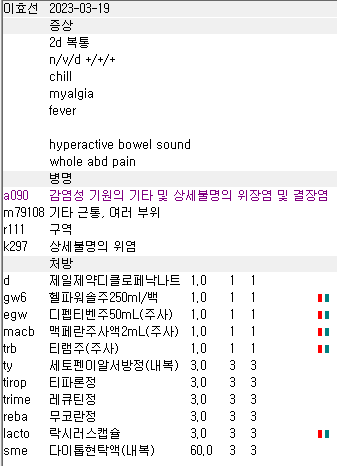 이효선 2023-03-19
증상
2d 복통
n/v/d +/+/+
chill
myalgia
fever
hyperactive bowel sound
whole abd pain
병명
a090 감염성 기원의 기타 및 상세불명의 위장염 및 결장염
m79108 기타 근통, 여러 부위
r111 구역
k297 상세불명의 위염
처방
d 제일제약디클로페낙나트 1.0 1 1
gw6 헬파워솔주250ml/백 1.0 1 1
egw 디펩티벤주50mL(주사) 1.0 1 1
macb 맥페란주사액2mL(주사) 1.0 1 1
trb 티램주(주사) 1.0 1 1
ty 세토펜이알서방정(내복) 3.0 3 3
tirop 티파론정 3.0 3 3
trime 레큐틴정 3.0 3 3
reba 무코란정 3.0 3 3
lacto 락시러스캡슐 3.0 3 3
sme 다이톱현탁액(내복) 60.0 3 3